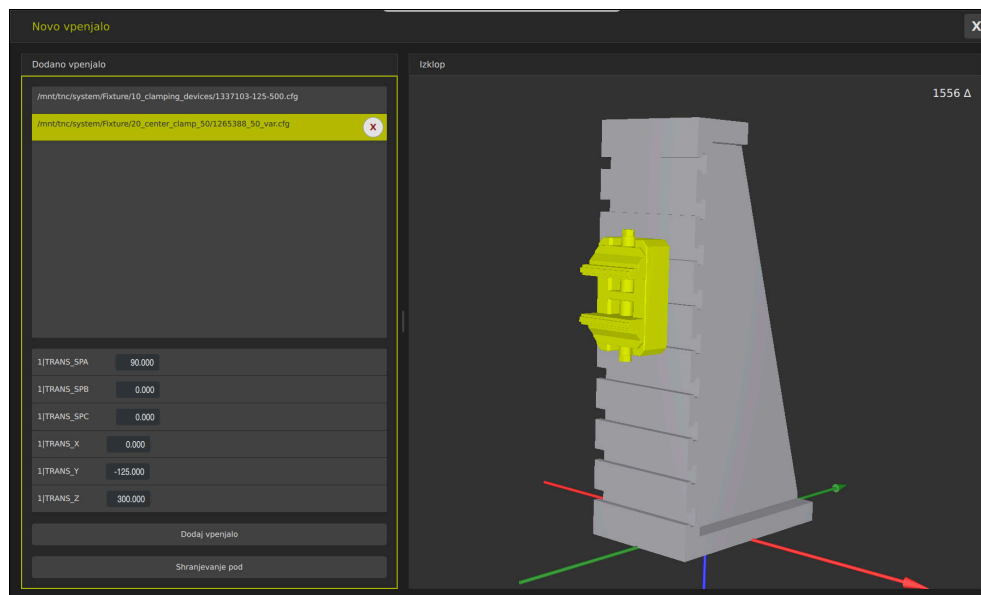 Novo vpenjalo
X
Dodano vpenjalo
Izklop
/mnt/tnc/system/Fixture/10_clamping_devices/1337103-125-500.cfg
/mnt/tnc/system/Fixture/20_center_clamp_50/1265388_50_var.cfg
X
1556 Δ
1|TRANS_SPA 90.000
1|TRANS_SPB 0.000
1|TRANS_SPC 0.000
1|TRANS_X 0.000
1|TRANS_Y -125.000
1|TRANS_Z 300.000
Dodaj vpenjalo
Shranjevanje pod